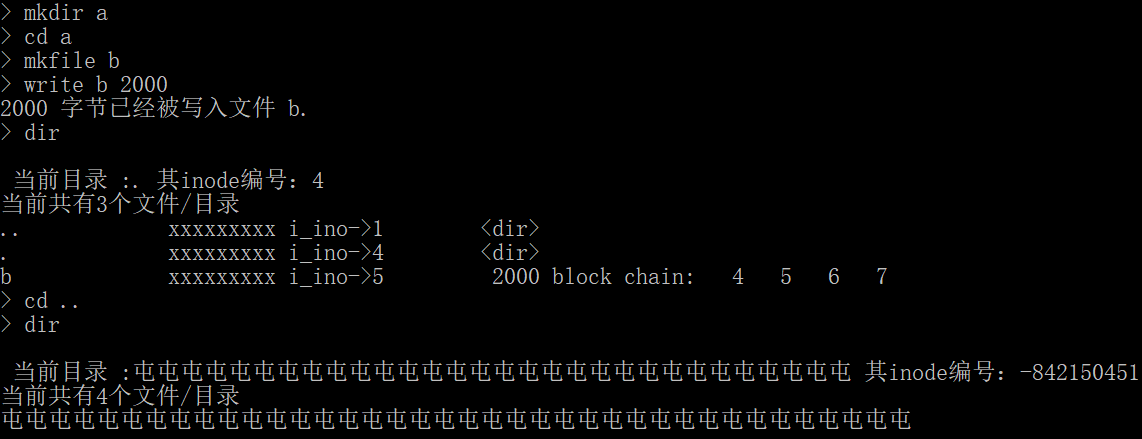 > mkdir a
> cd a
> mkfile b
> write b 2000
2000 字节已经被写入文件 b.
> dir
当前目录 :. 其inode编号：4
当前共有3个文件/目录
..             xxxxxxxxx i_ino->1        <dir>
.              xxxxxxxxx i_ino->4        <dir>
b              xxxxxxxxx i_ino->5         2000 block chain:   4   5   6   7
> cd ..
> dir
当前目录 :屯屯屯屯屯屯屯屯屯屯屯屯屯屯屯屯屯屯屯屯屯屯屯屯屯屯屯屯屯屯 其inode编号：-842150451
当前共有4个文件/目录
屯屯屯屯屯屯屯屯屯屯屯屯屯屯屯屯屯屯屯屯屯屯屯屯屯屯屯屯屯屯屯屯屯屯屯屯屯屯